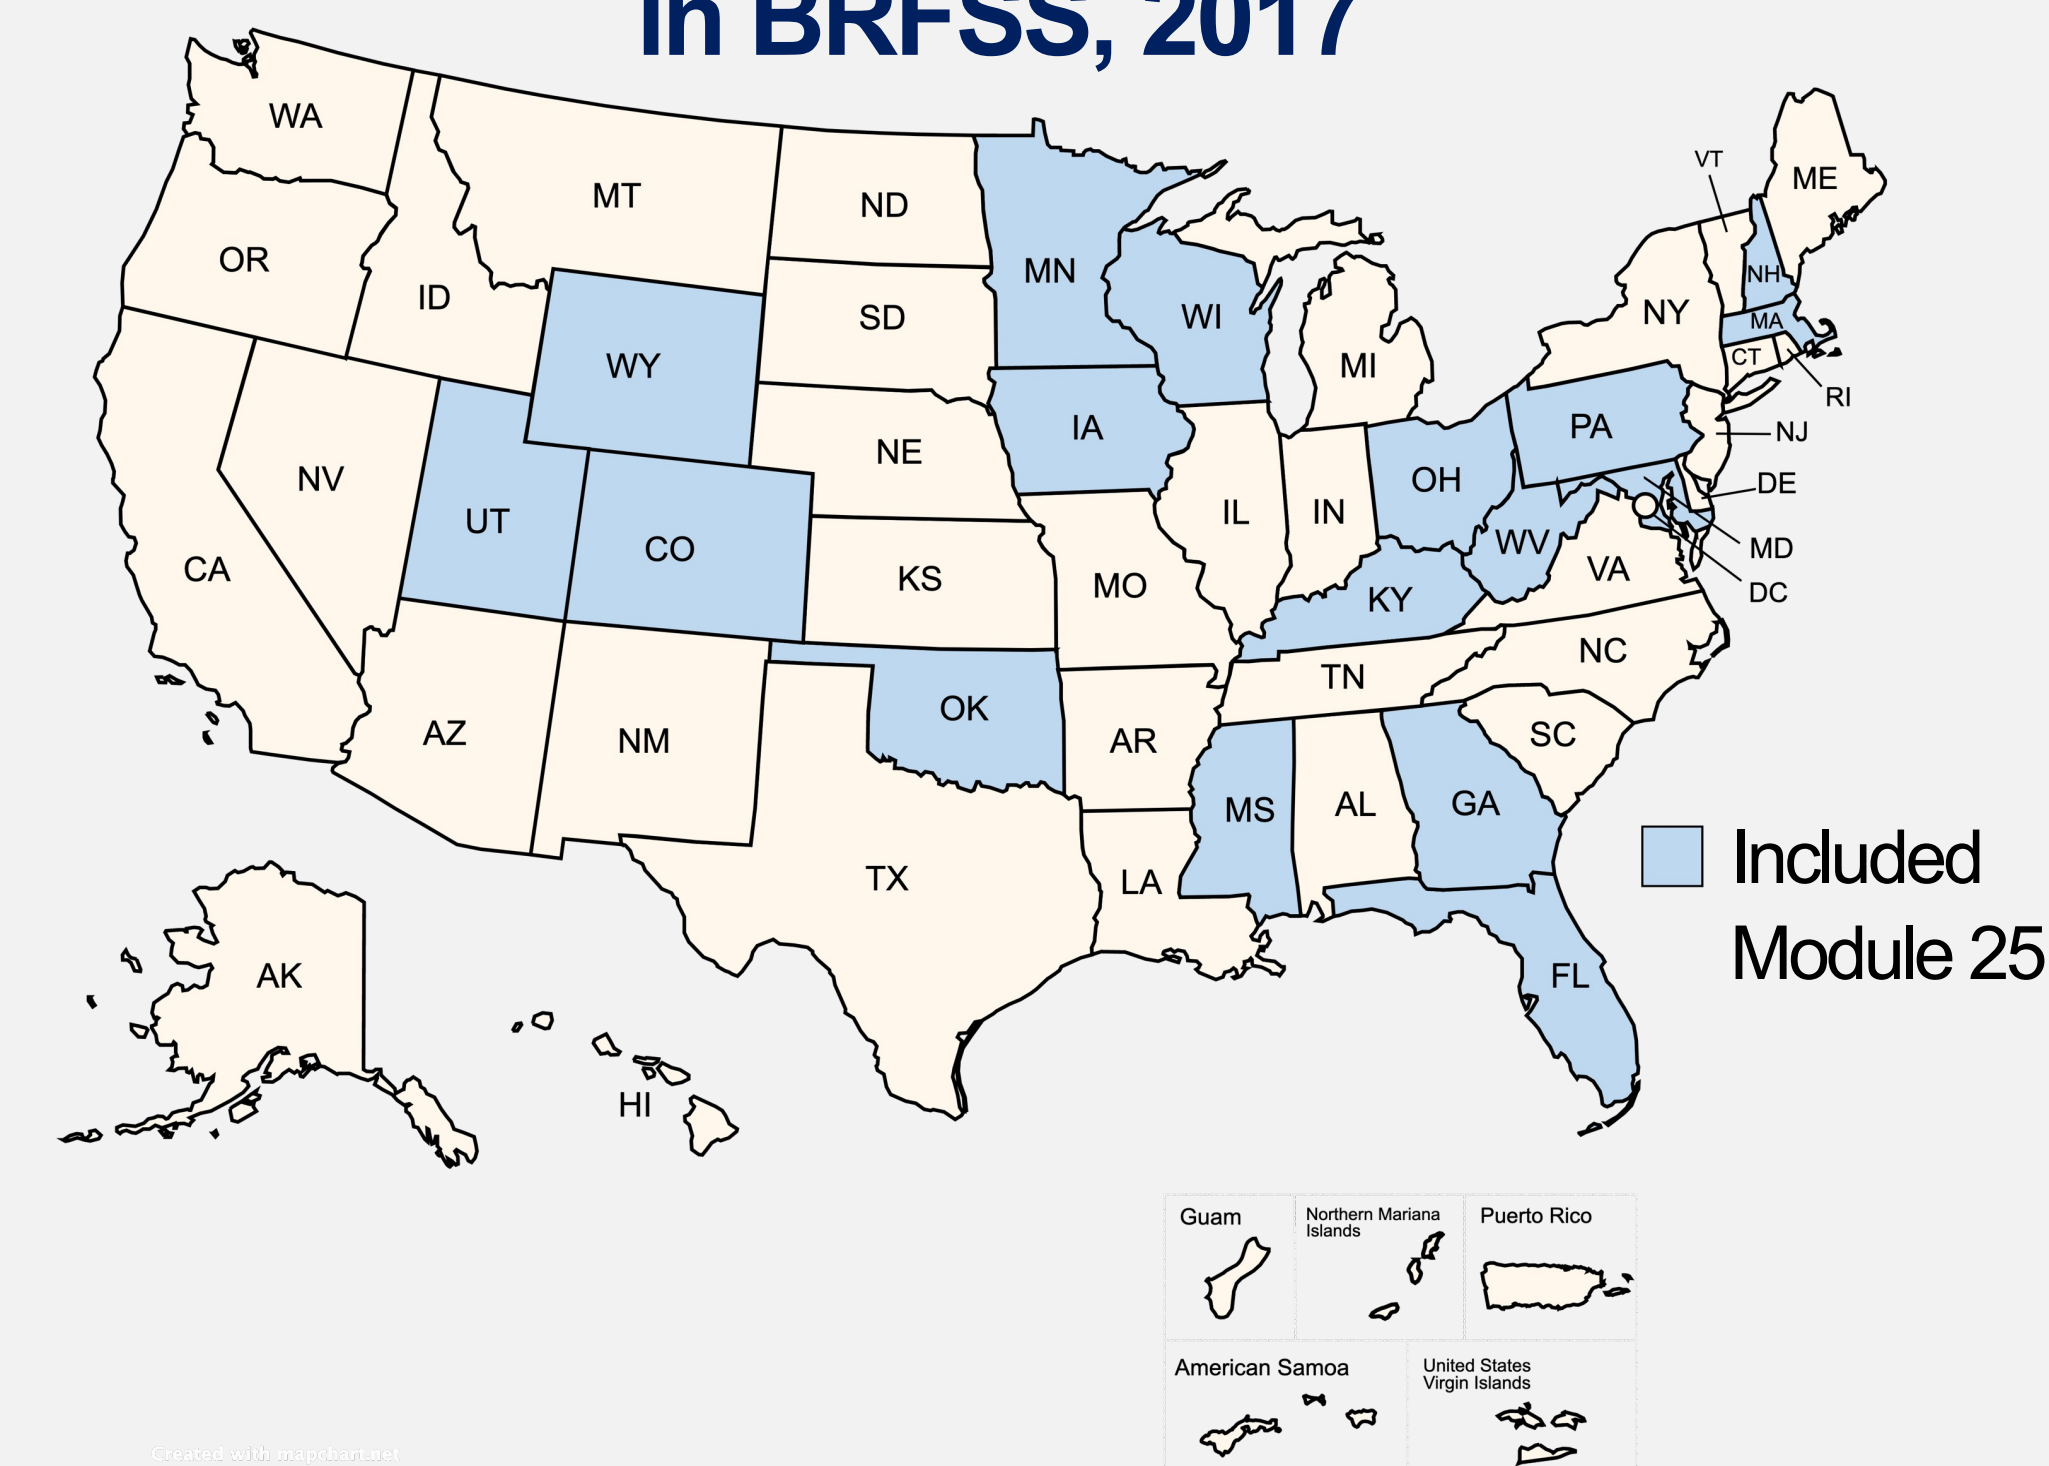 in BRFSS, 2017
WA
MT
ND
VT
ME
OR
ID
MN
NH
SD
WI
NY
MA
WY
MI
CT
RI
IA
PA
NJ
NE
NV
OH
DE
UT
IL
IN
CO
WV
MD
CA
KS
MO
VA
DC
KY
NC
TN
OK
AZ
NM
AR
SC
MS
AL
GA
TX
LA
Included
Module 25
AK
FL
HI
Guam
Northern Mariana
Islands
Puerto Rico
American Samoa
United States
Virgin Islands
Created with mapchart.net